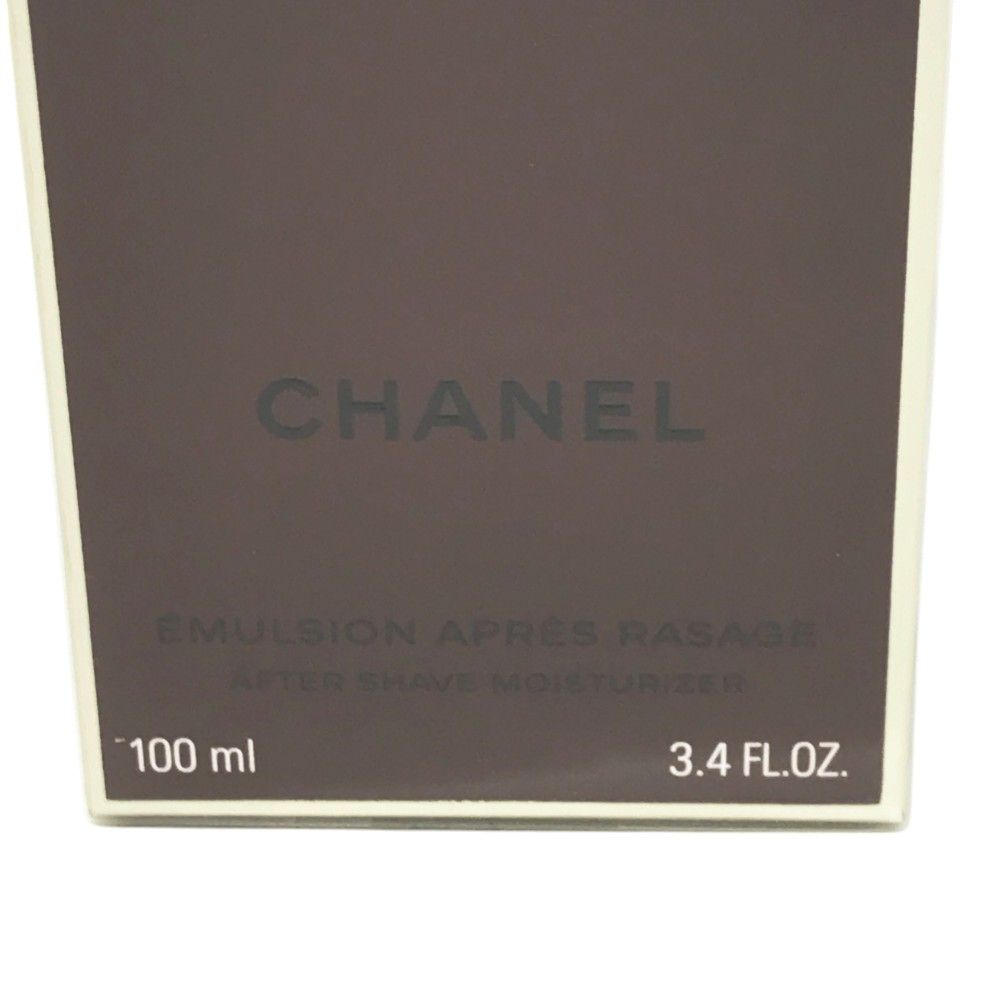 CHANEL
ÉMULSION APRÈS RASAGE
AFTER SHAVE MOISTURIZER
100 ml 3.4 FL.OZ.